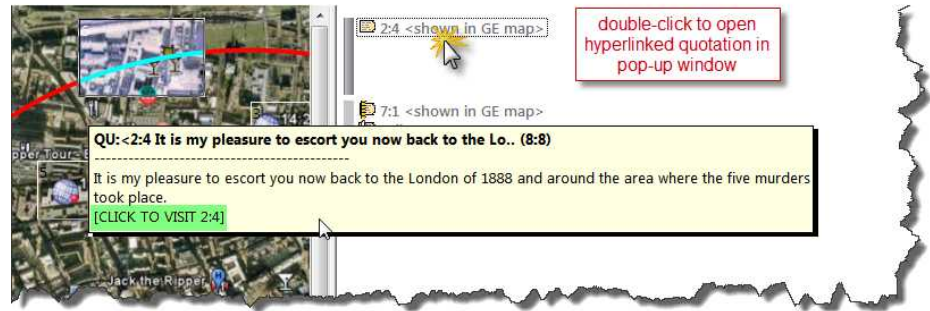 2:4 <shown in GE map>
double-click to open
hyperlinked quotation in
pop-up window
7:1 <shown in GE map>
QU:<2:4 It is my pleasure to escort you now back to the Lo.. (8:8)
----------------------------------------------
It is my pleasure to escort you now back to the London of 1888 and around the area where the five murders
took place.
[CLICK TO VISIT 2:4]
Jack the Ripper